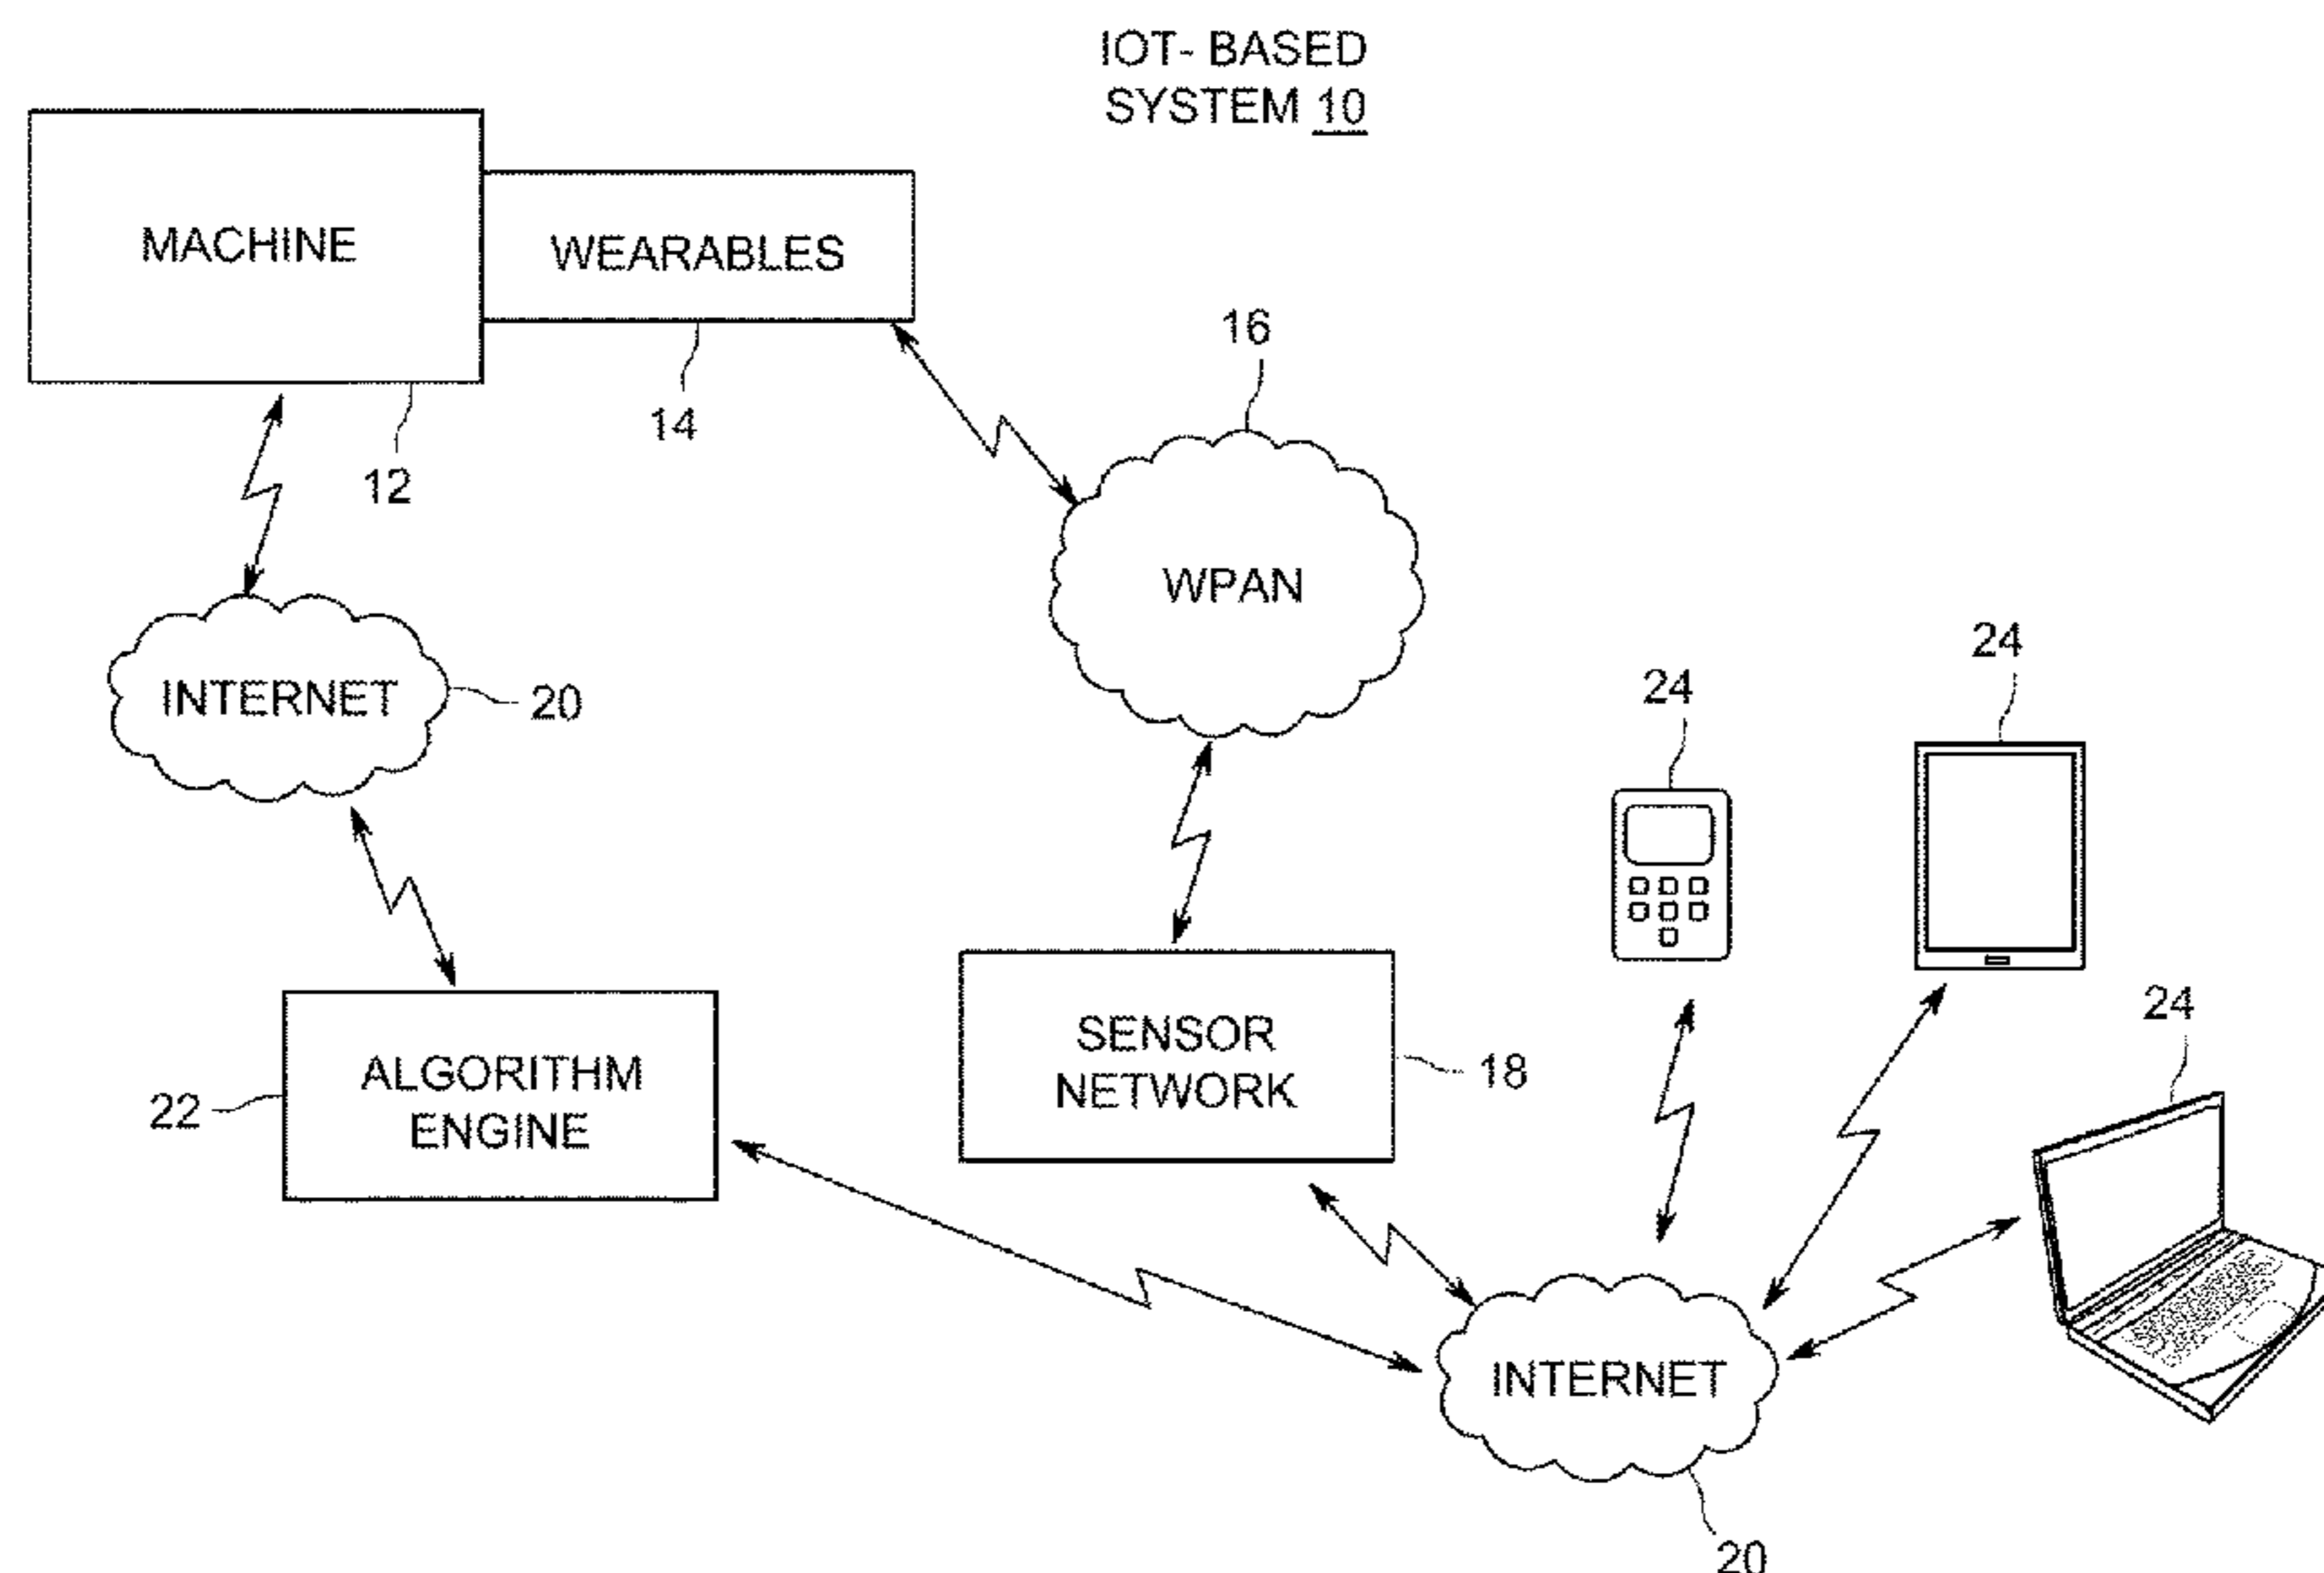 IOT- BASED
SYSTEM 10
MACHINE
WEARABLES
16
14
12
WPAN
24
24
INTERNET
20
24
SENSOR
NETWORK
18
ALGORITHM
ENGINE
22
INTERNET
20